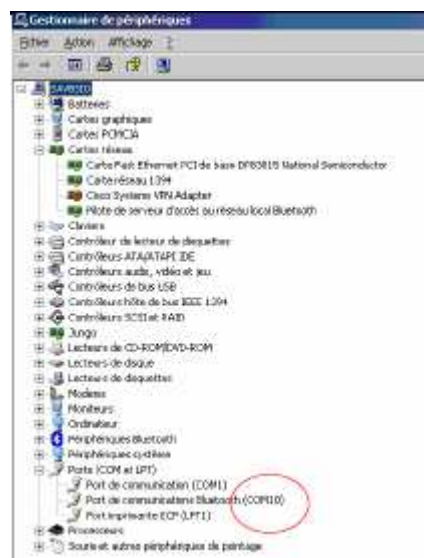 Gestionnaire de périphériques
Fichier Action Affichage ?
Batteries
Cartes graphiques
Cartes PCMCIA
Cartes réseau
Carte Fast Ethernet PCI de base DP83815 National Semiconductor
Carte réseau 1394
Cisco Systems VPN Adapter
Pilote de serveur d'accès au réseau local Bluetooth
Claviers
Contrôleur de lecteur de disquettes
Contrôleurs ATA/ATAPI IDE
Contrôleurs audio, vidéo et jeu
Contrôleurs de bus USB
Contrôleurs hôte de bus IEEE 1394
Contrôleurs SCSI et RAID
Jungo
Lecteurs de CD-ROM/DVD-ROM
Lecteurs de disque
Lecteurs de disquettes
Modems
Moniteurs
Ordinateur
Périphériques Bluetooth
Périphériques système
Ports (COM et LPT)
Port de communication (COM1)
Port de communications Bluetooth (COM10)
Port imprimante ECP (LPT1)
Processeurs
Souris et autres périphériques de pointage